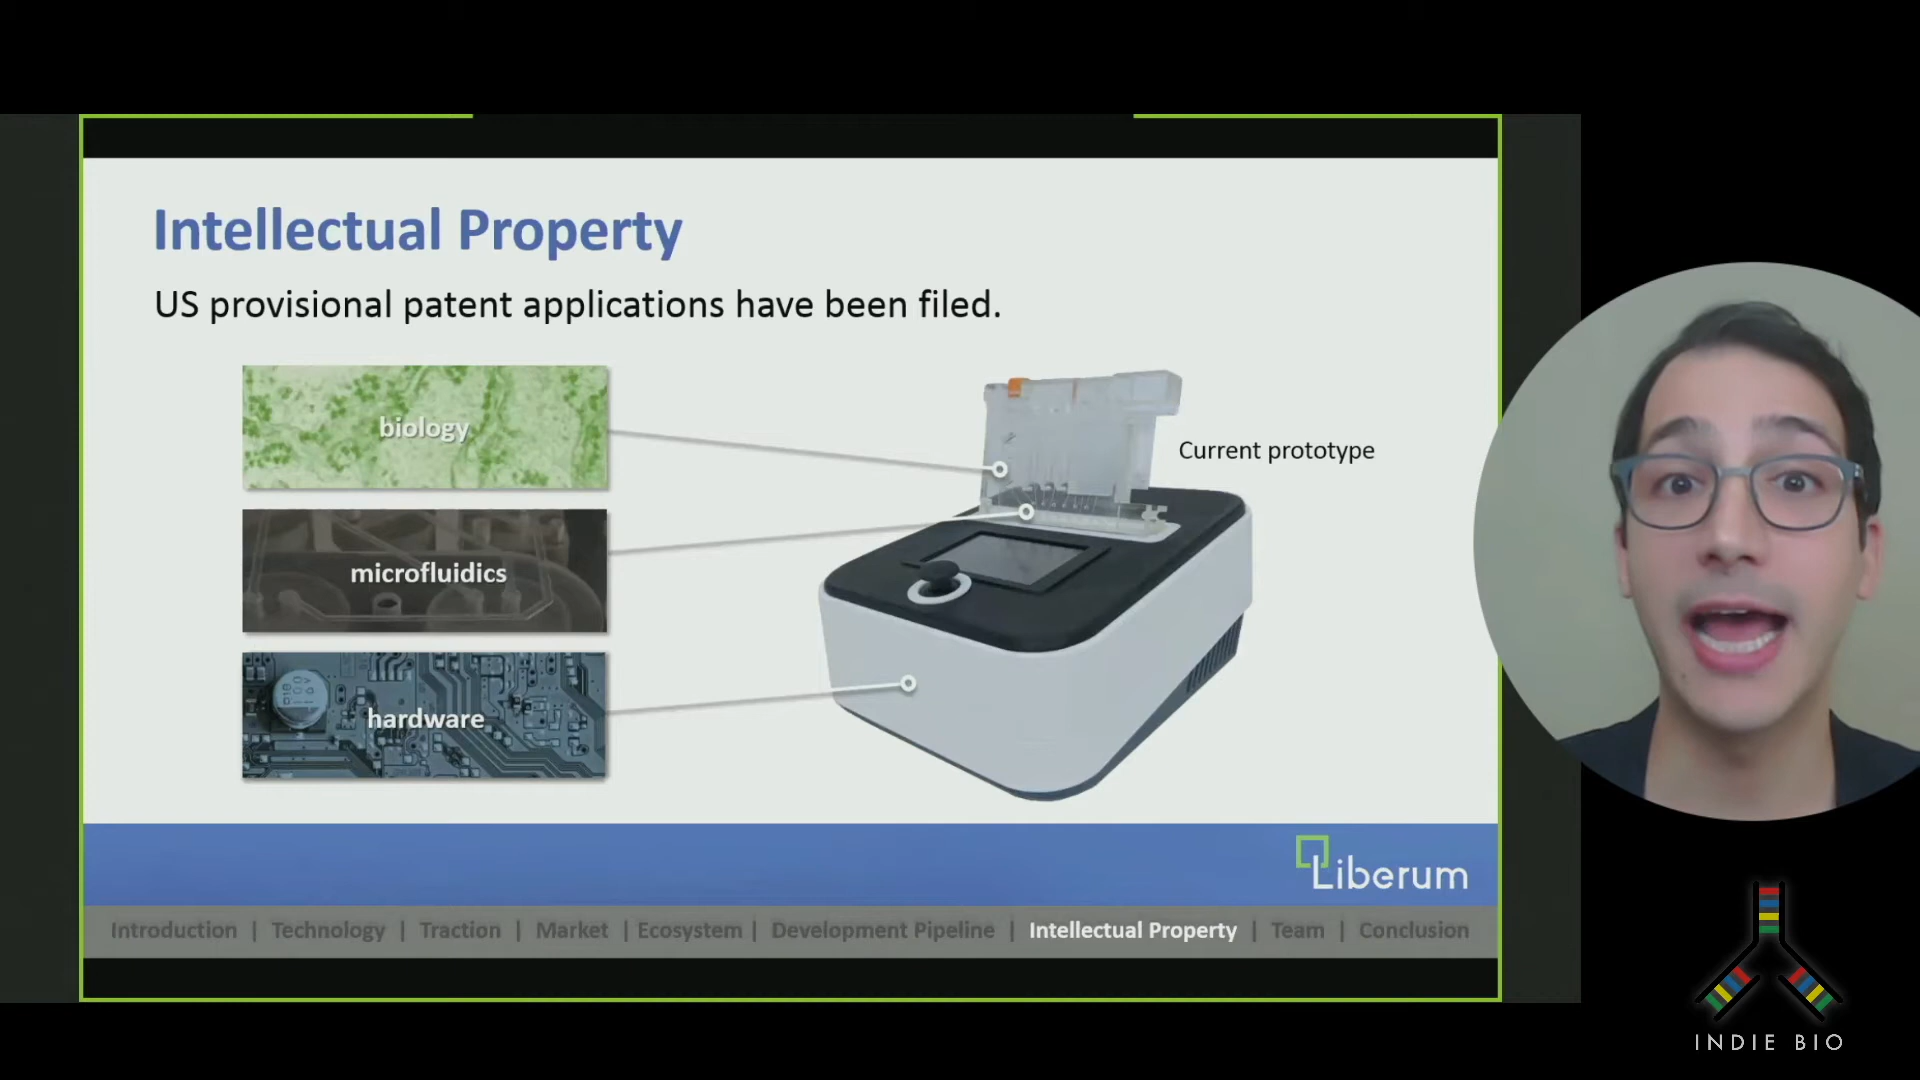 Intellectual Property
US provisional patent applications have been filed.
biology
Current prototype
microfluidics
hardware
Liberum
Introduction | Technology | Traction | Market | Ecosystem | Development Pipeline | Intellectual Property | Team | Conclusion
INDIE BIO